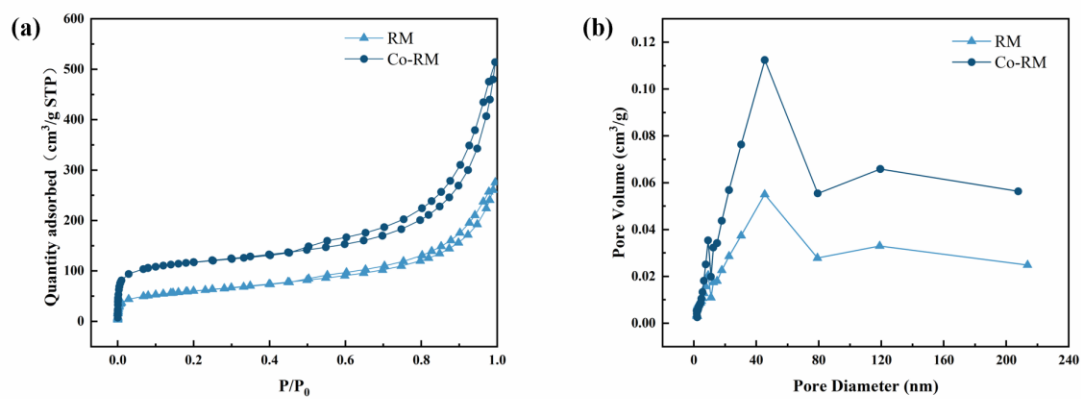 (a)
600
500
400
300
200
100
0
Quantity adsorbed（cm³/g STP）
RM
Co-RM
0.0 0.2 0.4 0.6 0.8 1.0
P/P₀
(b)
0.12
0.10
0.08
0.06
0.04
0.02
0.00
Pore Volume (cm³/g)
RM
Co-RM
0 40 80 120 160 200 240
Pore Diameter (nm)